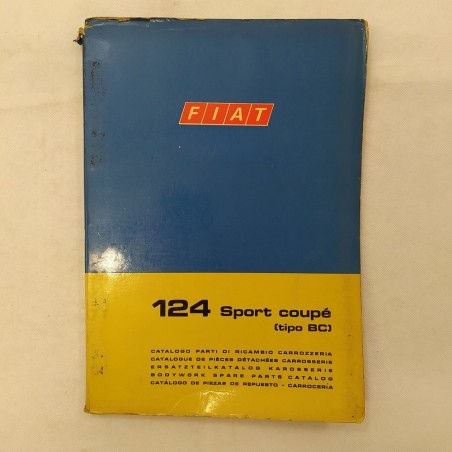 FIAT
124 Sport coupé
(tipo BC)
CATALOGO PARTI DI RICAMBIO CARROZZERIA
CATALOGUE DE PIÈCES DÉTACHÉES CARROSSERIE
ERSATZTEILKATALOG KAROSSERIE
BODYWORK SPARE PARTS CATALOG
CATÁLOGO DE PIEZAS DE REPUESTO - CARROCERÍA